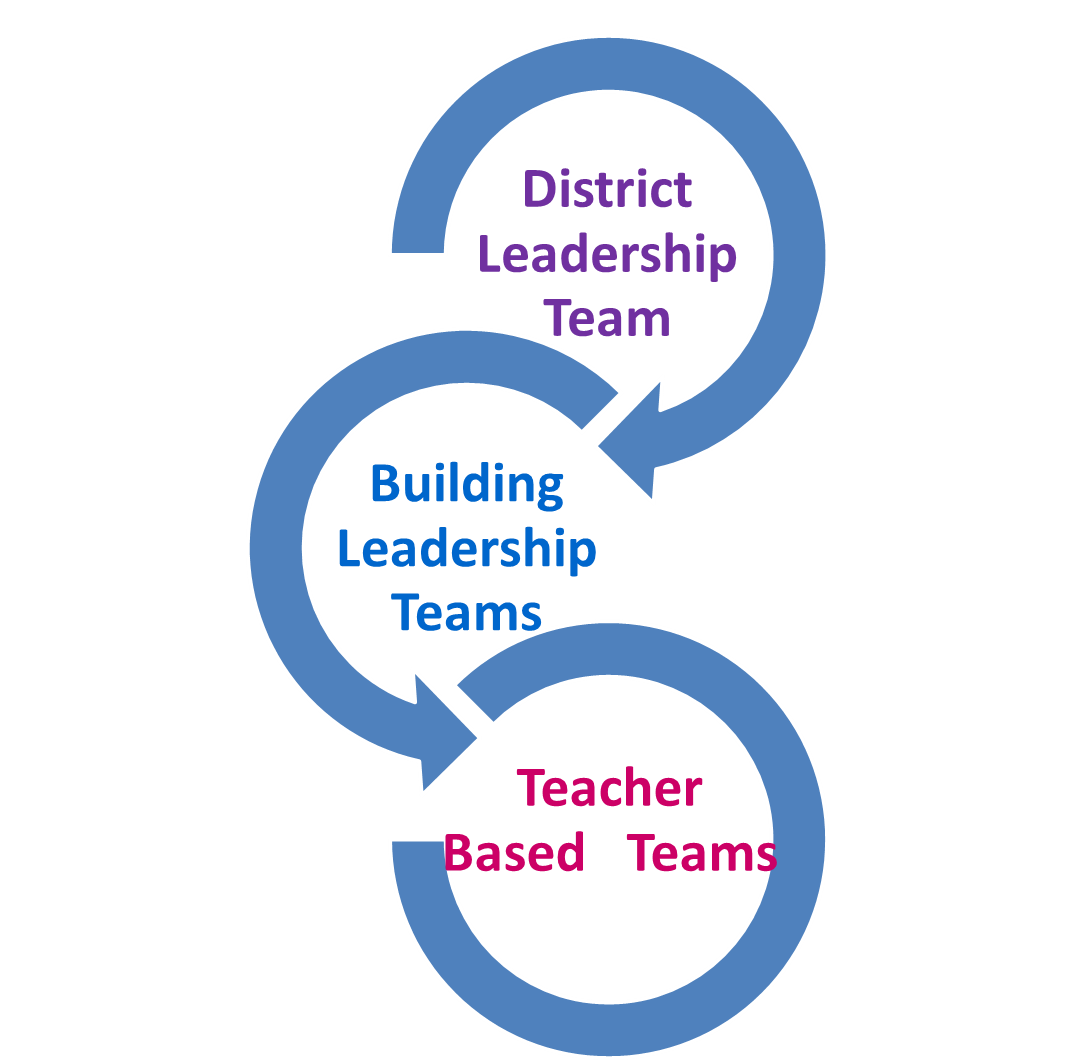 District
Leadership
Team
Building
Leadership
Teams
Teacher
Based Teams